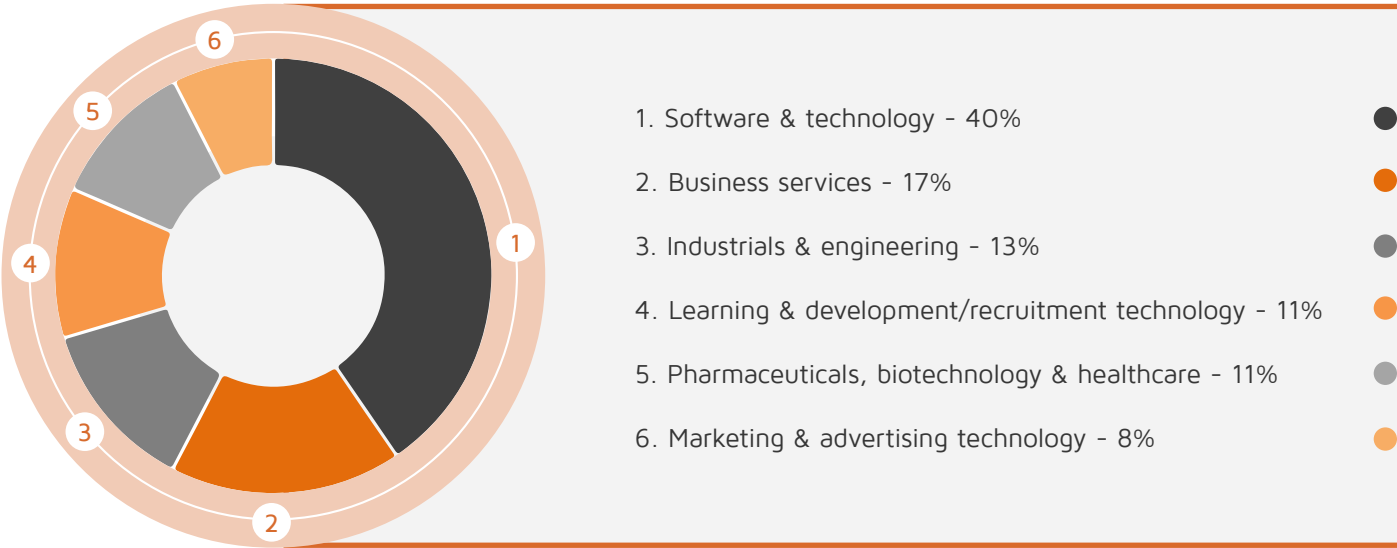 6
5
1
4
3
2
1. Software & technology - 40%
2. Business services - 17%
3. Industrials & engineering - 13%
4. Learning & development/recruitment technology - 11%
5. Pharmaceuticals, biotechnology & healthcare - 11%
6. Marketing & advertising technology - 8%